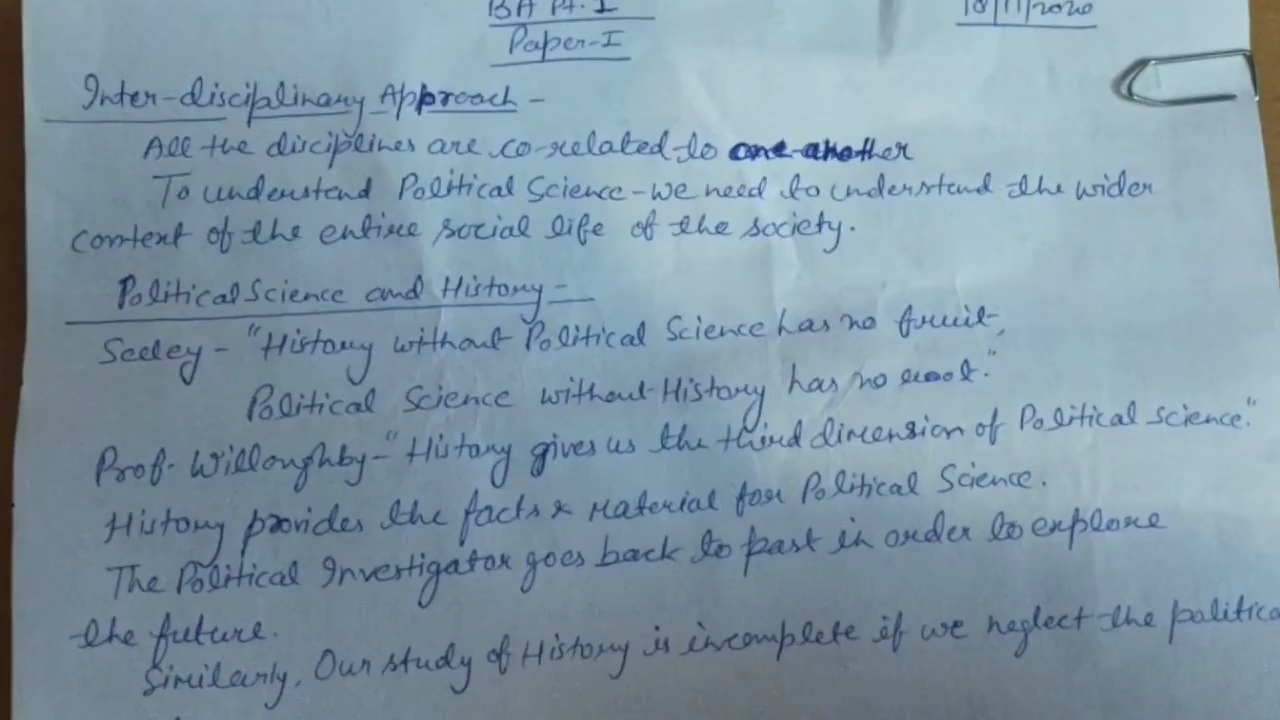 BA Pt. I
18/11/2020
Paper-I
Inter-disciplinary Approach -
All the disciplines are co-related to one another
To understand Political Science - we need to understand the wider
context of the entire social life of the society.
Political Science and History -
Seeley - "History without Political Science has no fruit,
Political Science without History has no root."
Prof. Willoughby - "History gives us the third dimension of Political Science."
History provides the facts & material for Political Science.
The Political Investigator goes back to past in order to explore
the future.
Similarly, Our study of History is incomplete if we neglect the politica